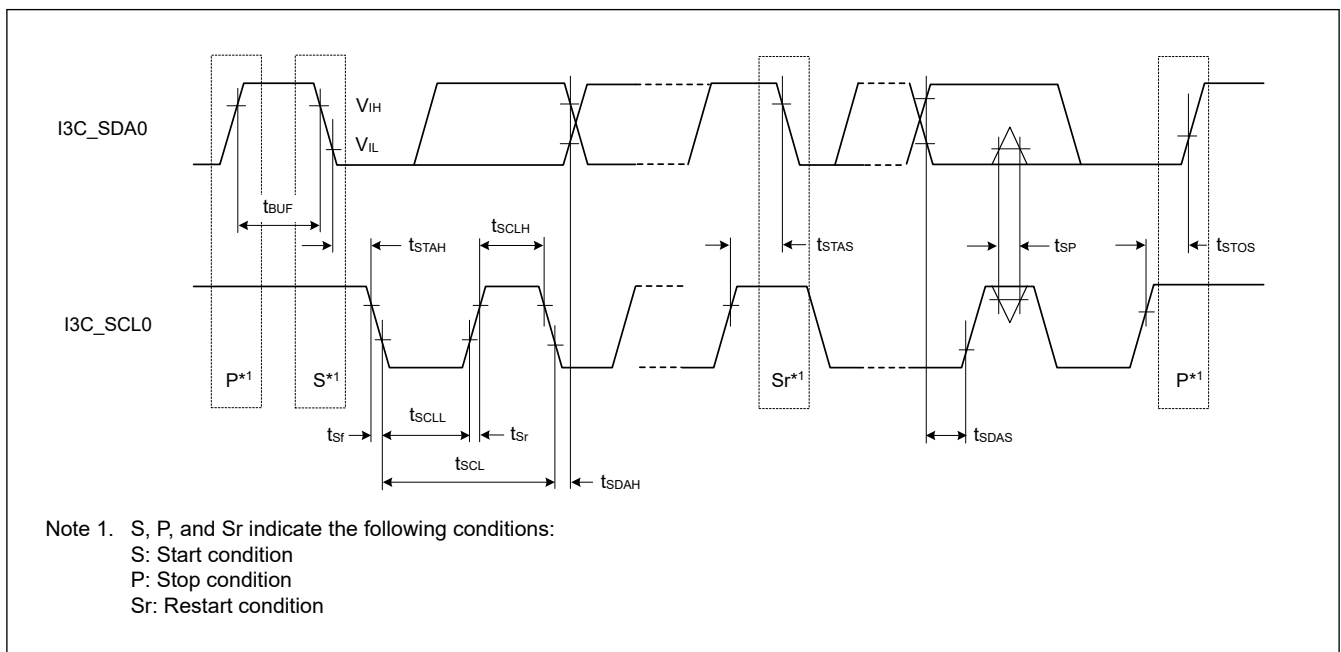 I3C_SDA0
VIH
VIL
tBUF
tSTAH
tSCLH
tSTAS
tSP
tSTOS
I3C_SCL0
P*1
S*1
Sr*1
P*1
tSf
tSCLL
tSr
tSDAS
tSCL
tSDAH
Note 1. S, P, and Sr indicate the following conditions:
S: Start condition
P: Stop condition
Sr: Restart condition